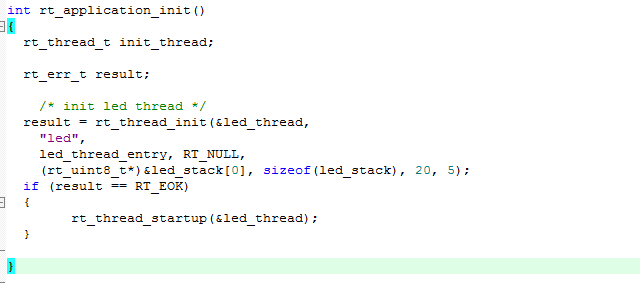 int rt_application_init()
{
rt_thread_t init_thread;
rt_err_t result;
/* init led thread */
result = rt_thread_init(&led_thread,
"led",
led_thread_entry, RT_NULL,
(rt_uint8_t*)&led_stack[0], sizeof(led_stack), 20, 5);
if (result == RT_EOK)
{
rt_thread_startup(&led_thread);
}
}